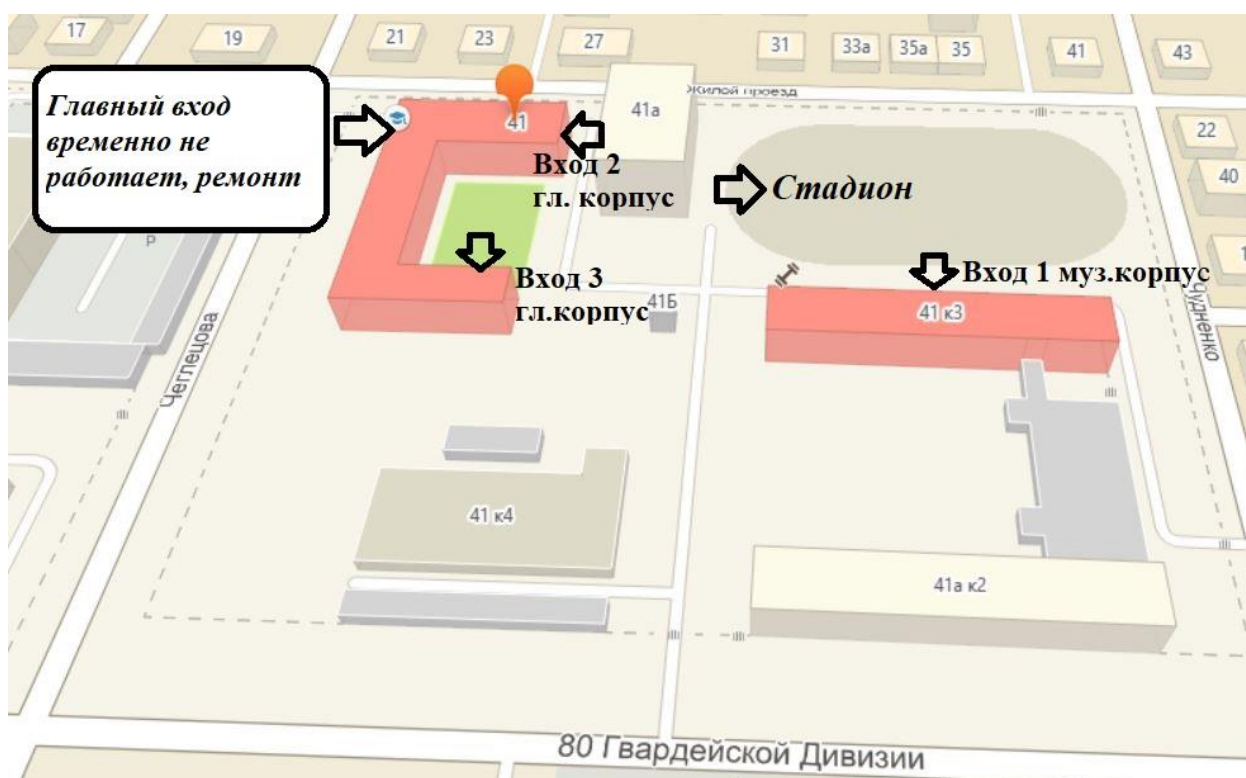 17
19
21
23
27
31
33а
35а
35
41
43
Главный вход
временно не
работает, ремонт
41
41а
жилой проезд
22
40
Вход 2
гл. корпус
Стадион
Р
Вход 3
гл.корпус
41Б
Вход 1 муз.корпус
41 к3
Чеглецова
Чудненко
41 к4
41а к2
80 Гвардейской Дивизии